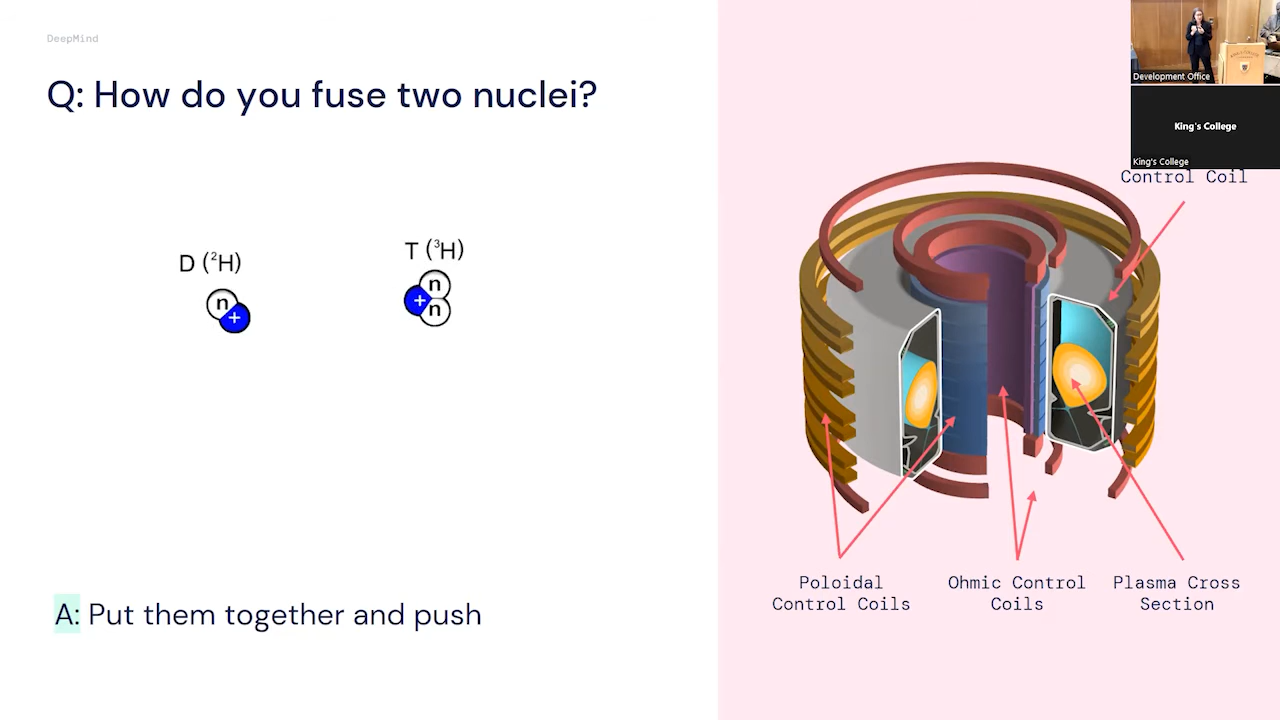 DeepMind
Q: How do you fuse two nuclei?
D (²H)
n
+
T (³H)
n
+
n
A: Put them together and push
Development Office
King's College
King's College
Control Coil
Poloidal
Control Coils
Ohmic Control
Coils
Plasma Cross
Section